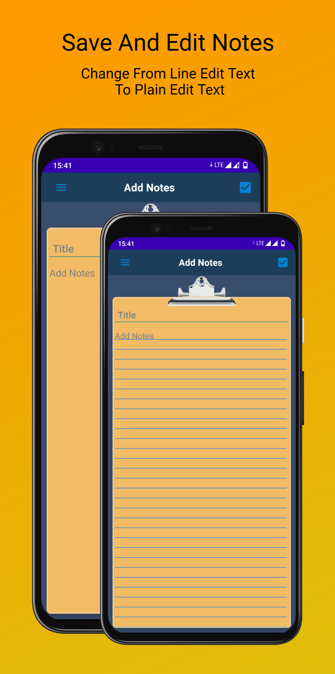 Save And Edit Notes
Change From Line Edit Text
To Plain Edit Text
15:41
LTE
Add Notes
Title
Add Notes
15:41
LTE
Add Notes
Title
Add Notes